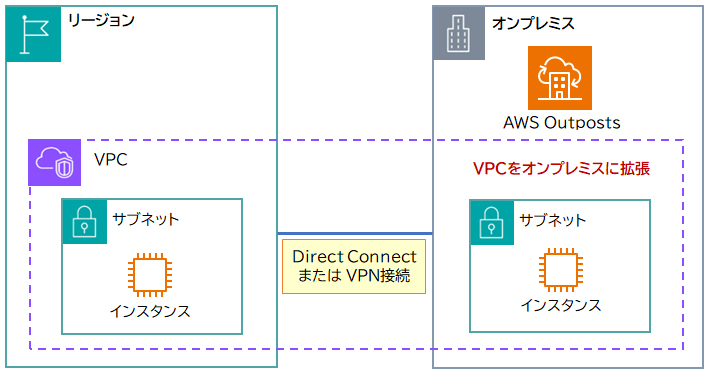 リージョン
オンプレミス
AWS Outposts
VPC
VPCをオンプレミスに拡張
サブネット
サブネット
Direct Connect
または VPN接続
インスタンス
インスタンス